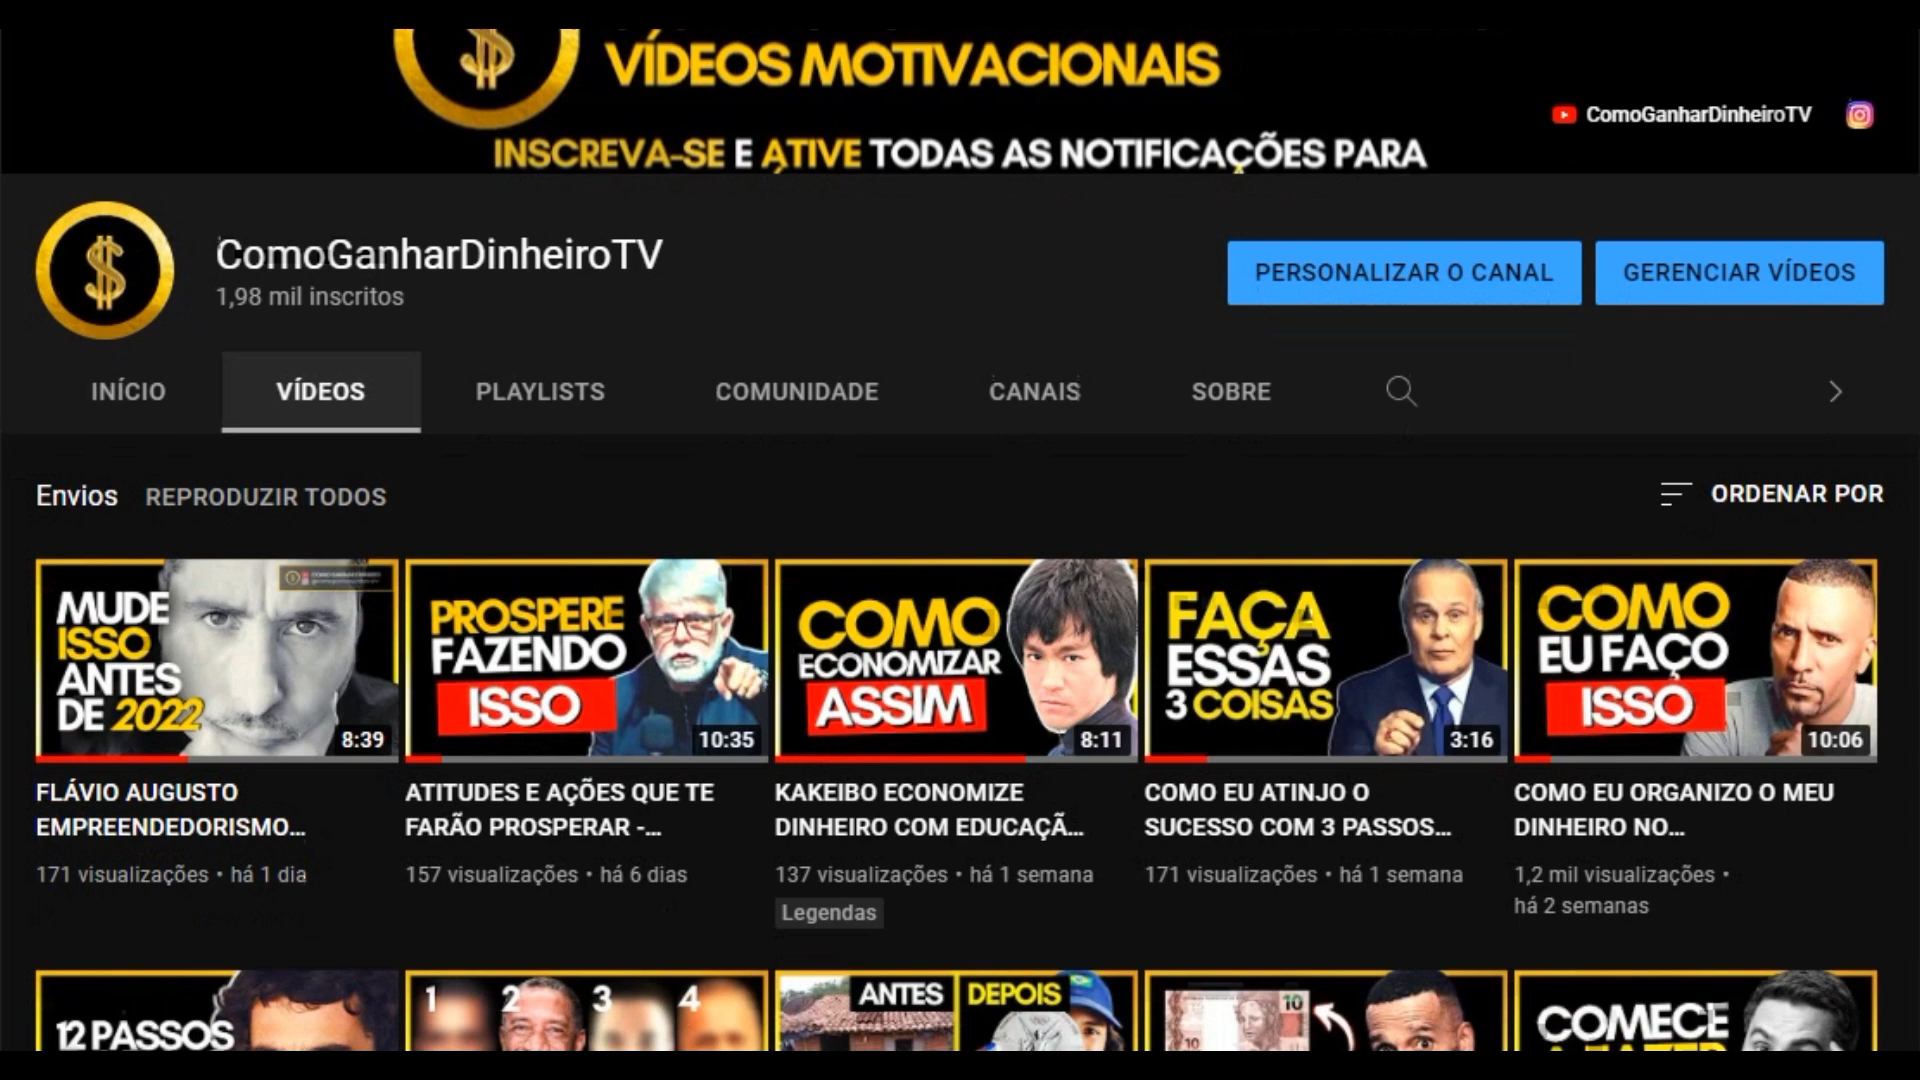 VÍDEOS MOTIVACIONAIS
ComoGanharDinheiroTV
INSCREVA-SE E ATIVE TODAS AS NOTIFICAÇÕES PARA
ComoGanharDinheiroTV
1,98 mil inscritos
PERSONALIZAR O CANAL
GERENCIAR VÍDEOS
INÍCIO
VÍDEOS
PLAYLISTS
COMUNIDADE
CANAIS
SOBRE
Envios
REPRODUZIR TODOS
ORDENAR POR
MUDE
ISSO
ANTES
DE 2022
8:39
PROSPERE
FAZENDO
ISSO
10:35
COMO
ECONOMIZAR
ASSIM
8:11
FAÇA
ESSAS
3 COISAS
3:16
COMO
EU FAÇO
ISSO
10:06
FLÁVIO AUGUSTO
EMPREENDEDORISMO...
171 visualizações • há 1 dia
ATITUDES E AÇÕES QUE TE
FARÃO PROSPERAR -...
157 visualizações • há 6 dias
KAKEIBO ECONOMIZE
DINHEIRO COM EDUCAÇÃ...
137 visualizações • há 1 semana
Legendas
COMO EU ATINJO O
SUCESSO COM 3 PASSOS...
171 visualizações • há 1 semana
COMO EU ORGANIZO O MEU
DINHEIRO NO...
1,2 mil visualizações •
há 2 semanas
12 PASSOS
1 2 3 4
ANTES DEPOIS
10
10
COMECE